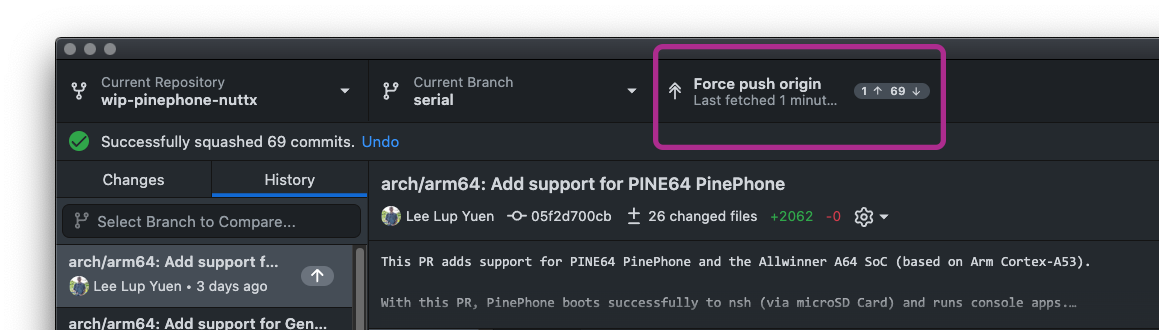 Current Repository
wip-pinephone-nuttx
Current Branch
serial
Force push origin
Last fetched 1 minut...
1 ↑ 69 ↓
Successfully squashed 69 commits. Undo
Changes
History
Select Branch to Compare...
arch/arm64: Add support f...
Lee Lup Yuen • 3 days ago
arch/arm64: Add support for Gen...
arch/arm64: Add support for PINE64 PinePhone
Lee Lup Yuen 05f2d700cb ± 26 changed files +2062 -0
This PR adds support for PINE64 PinePhone and the Allwinner A64 SoC (based on Arm Cortex-A53).
With this PR, PinePhone boots successfully to nsh (via microSD Card) and runs console apps.…